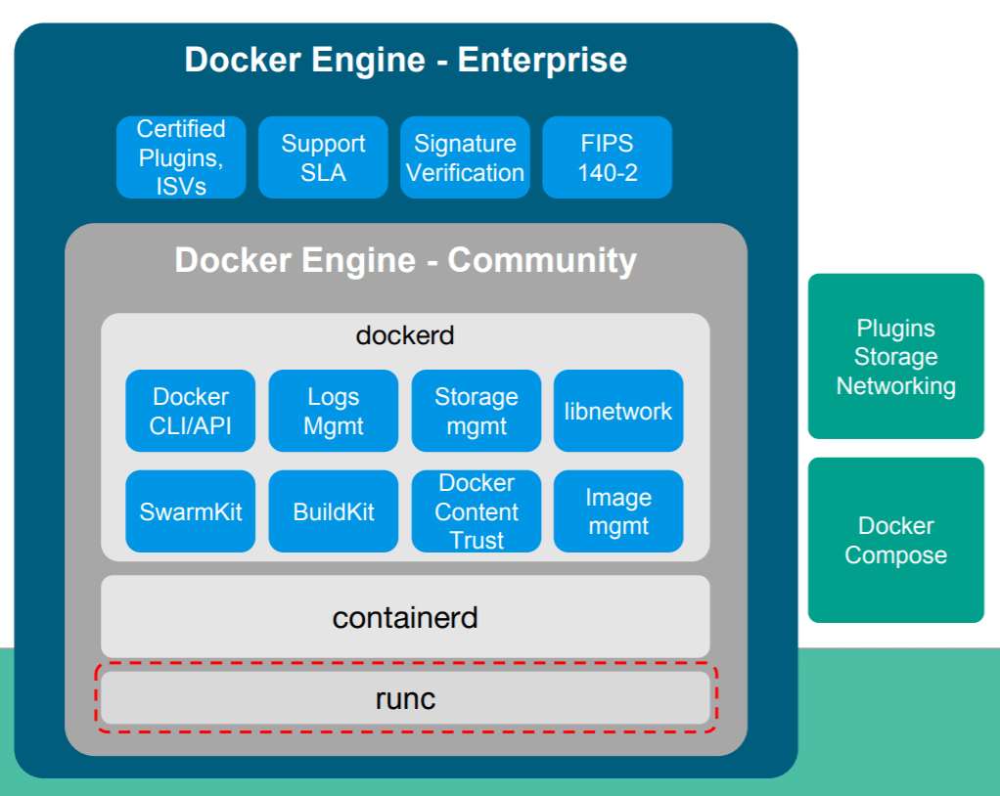 Docker Engine - Enterprise
Certified
Plugins,
ISVs
Support
SLA
Signature
Verification
FIPS
140-2
Docker Engine - Community
dockerd
Docker
CLI/API
Logs
Mgmt
Storage
mgmt
libnetwork
SwarmKit
BuildKit
Docker
Content
Trust
Image
mgmt
containerd
runc
Plugins
Storage
Networking
Docker
Compose